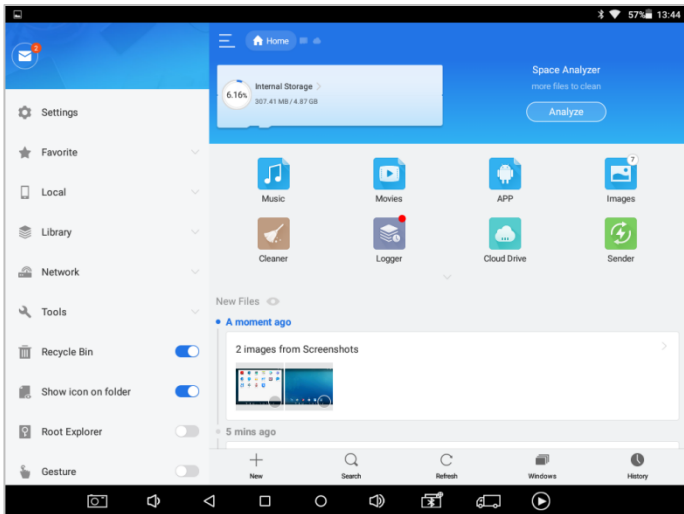 57% 13:44
2
Home
Settings
Favorite
Local
Library
Network
Tools
Recycle Bin
Show icon on folder
Root Explorer
Gesture
6.16%
Internal Storage
307.41 MB / 4.87 GB
Space Analyzer
more files to clean
Analyze
Music
Movies
APP
7
Images
Cleaner
Logger
Cloud Drive
Sender
New Files
A moment ago
2 images from Screenshots
5 mins ago
New
Search
Refresh
Windows
History